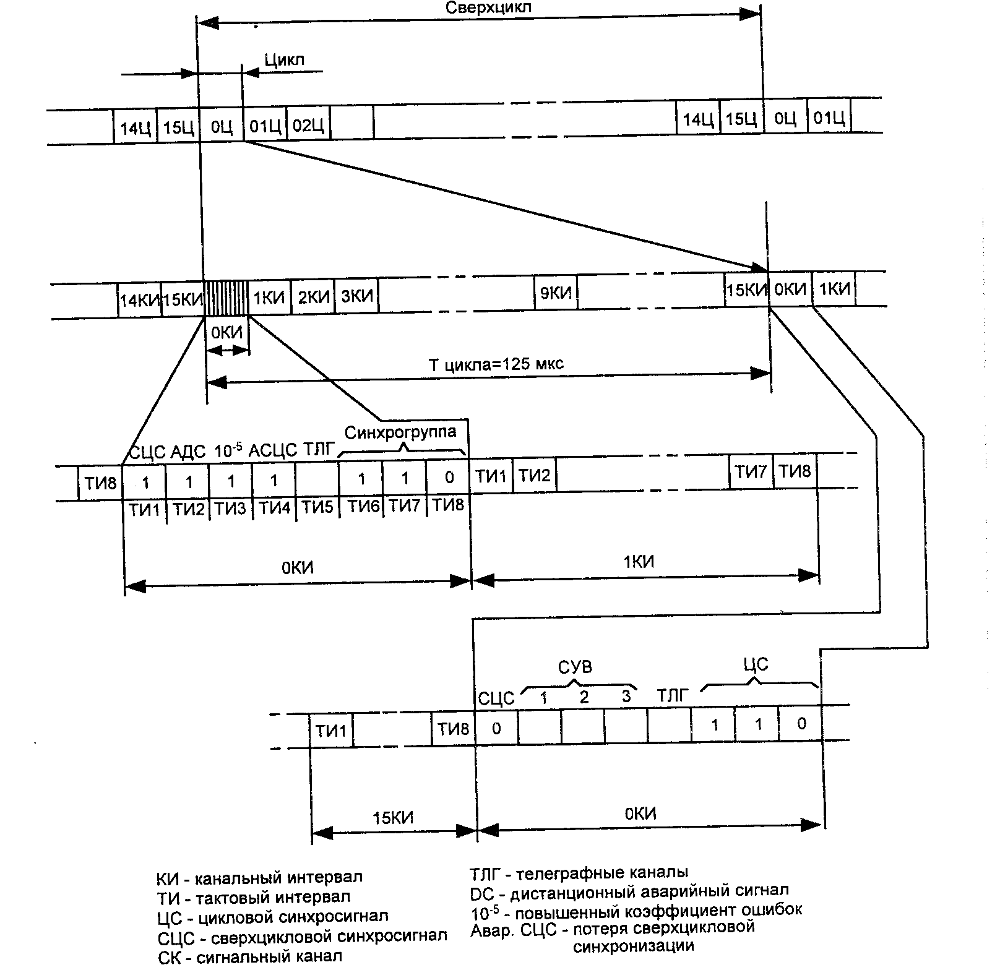 Сверхцикл
Цикл
14Ц 15Ц 0Ц 01Ц 02Ц 14Ц 15Ц 0Ц 01Ц
14КИ 15КИ 1КИ 2КИ 3КИ 9КИ 15КИ 0КИ 1КИ
0КИ
Т цикла=125 мкс
Синхрогруппа
СЦС АДС 10⁻⁵ АСЦС ТЛГ
ТИ8 1 1 1 1 1 1 0 ТИ1 ТИ2 ТИ7 ТИ8
ТИ1 ТИ2 ТИ3 ТИ4 ТИ5 ТИ6 ТИ7 ТИ8
0КИ 1КИ
СУВ ЦС
СЦС 1 2 3 ТЛГ
ТИ1 ТИ8 0 1 1 0
15КИ 0КИ
КИ - канальный интервал
ТИ - тактовый интервал
ЦС - цикловой синхросигнал
СЦС - сверхцикловой синхросигнал
СК - сигнальный канал
ТЛГ - телеграфные каналы
DC - дистанционный аварийный сигнал
10⁻⁵ - повышенный коэффициент ошибок
Авар. СЦС - потеря сверхцикловой
синхронизации